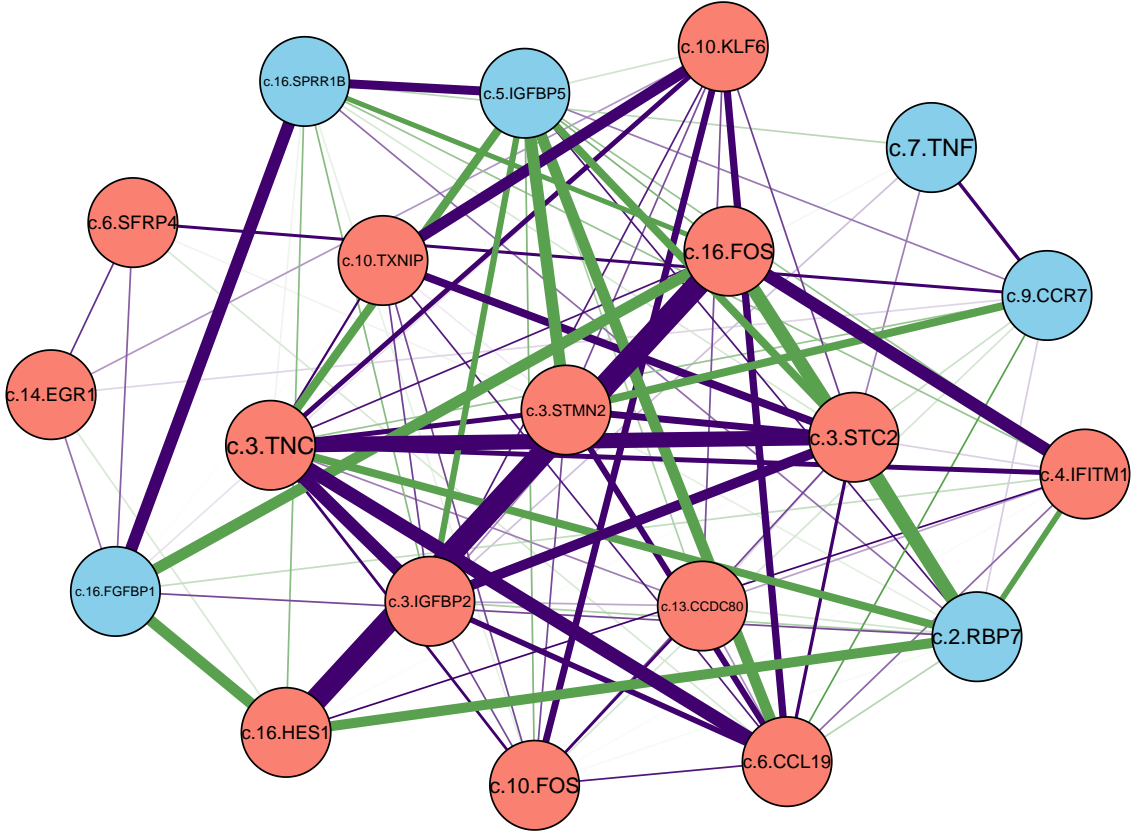 c.10.KLF6
c.16.SPRR1B
c.5.IGFBP5
c.7.TNF
c.6.SFRP4
c.16.FOS
c.10.TXNIP
c.9.CCR7
c.14.EGR1
c.3.STMN2
c.3.TNC
c.3.STC2
c.4.IFITM1
c.16.FGFBP1
c.3.IGFBP2
c.13.CCDC80
c.2.RBP7
c.16.HES1
c.6.CCL19
c.10.FOS